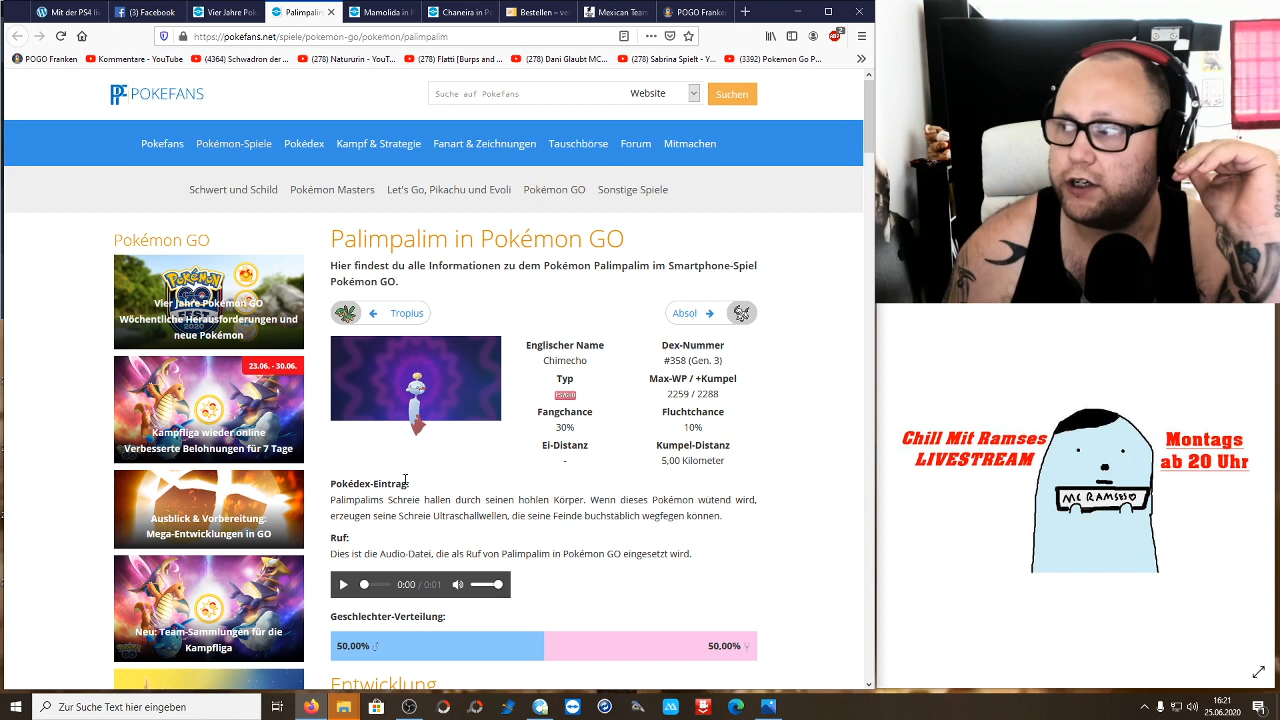 Mit der PS4 li
(3) Facebook
Vier Jahre Poké
Palimpalim
Mamolida in P
Chaneira in P
Bestellen – vo
Mexican Tears
POGO Franken
https://pokefans.net/spiele/pokemon-go/pokemon/palimpalim
POGO Franken
Kommentare - YouTube
(4364) Schwadron der ...
(278) Natururin - YouT...
(278) Flatti [Burps and ...
(278) Dani Glaubt MC...
(278) Sabrina Spielt - Y...
(3392) Pokemon Go P...
PF POKEFANS
Suche auf Pokefans
Website
Suchen
Pokefans Pokémon-Spiele Pokédex Kampf & Strategie Fanart & Zeichnungen Tauschbörse Forum Mitmachen
Schwert und Schild Pokémon Masters Let's Go, Pikachu und Evoli Pokémon GO Sonstige Spiele
Pokémon GO
POKÉMON
GO
2020
Vier Jahre Pokémon GO
Wöchentliche Herausforderungen und
neue Pokémon
23.06. - 30.06.
Kampfliga wieder online
Verbesserte Belohnungen für 7 Tage
Ausblick & Vorbereitung:
Mega-Entwicklungen in GO
Neu: Team-Sammlungen für die
Kampfliga
Palimpalim in Pokémon GO
Hier findest du alle Informationen zu dem Pokémon Palimpalim im Smartphone-Spiel
Pokémon GO.
Tropius
Absol
Englischer Name
Chimecho
Dex-Nummer
#358 (Gen. 3)
Typ
PSYCHO
Max-WP / +Kumpel
2259 / 2288
Fangchance
30%
Fluchtchance
10%
Ei-Distanz
-
Kumpel-Distanz
5,00 Kilometer
Pokédex-Eintrag:
Palimpalims Schreie hallen durch seinen hohlen Körper. Wenn dieses Pokémon wütend wird,
erzeugen seine Schreie Ultraschallwellen, die seine Feinde buchstäblich wegfegen können.
Ruf:
Dies ist die Audio-Datei, die als Ruf von Palimpalim in Pokémon GO eingesetzt wird.
0:00 / 0:01
Geschlechter-Verteilung:
50,00%
50,00%
Entwicklung
Chill Mit Ramses
LIVESTREAM
Montags
ab 20 Uhr
MC RAMSES
Zur Suche Text hier eingeben
16:21
25.06.2020